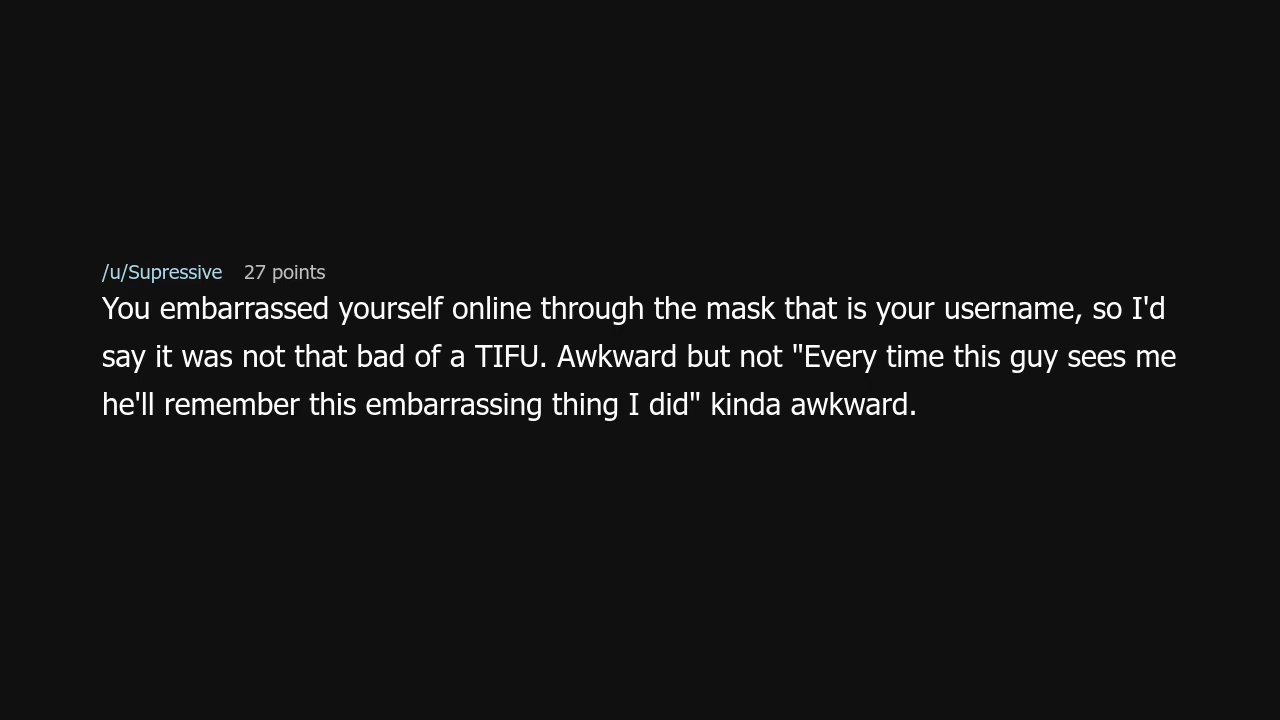 /u/Supressive 27 points
You embarrassed yourself online through the mask that is your username, so I'd
say it was not that bad of a TIFU. Awkward but not "Every time this guy sees me
he'll remember this embarrassing thing I did" kinda awkward.